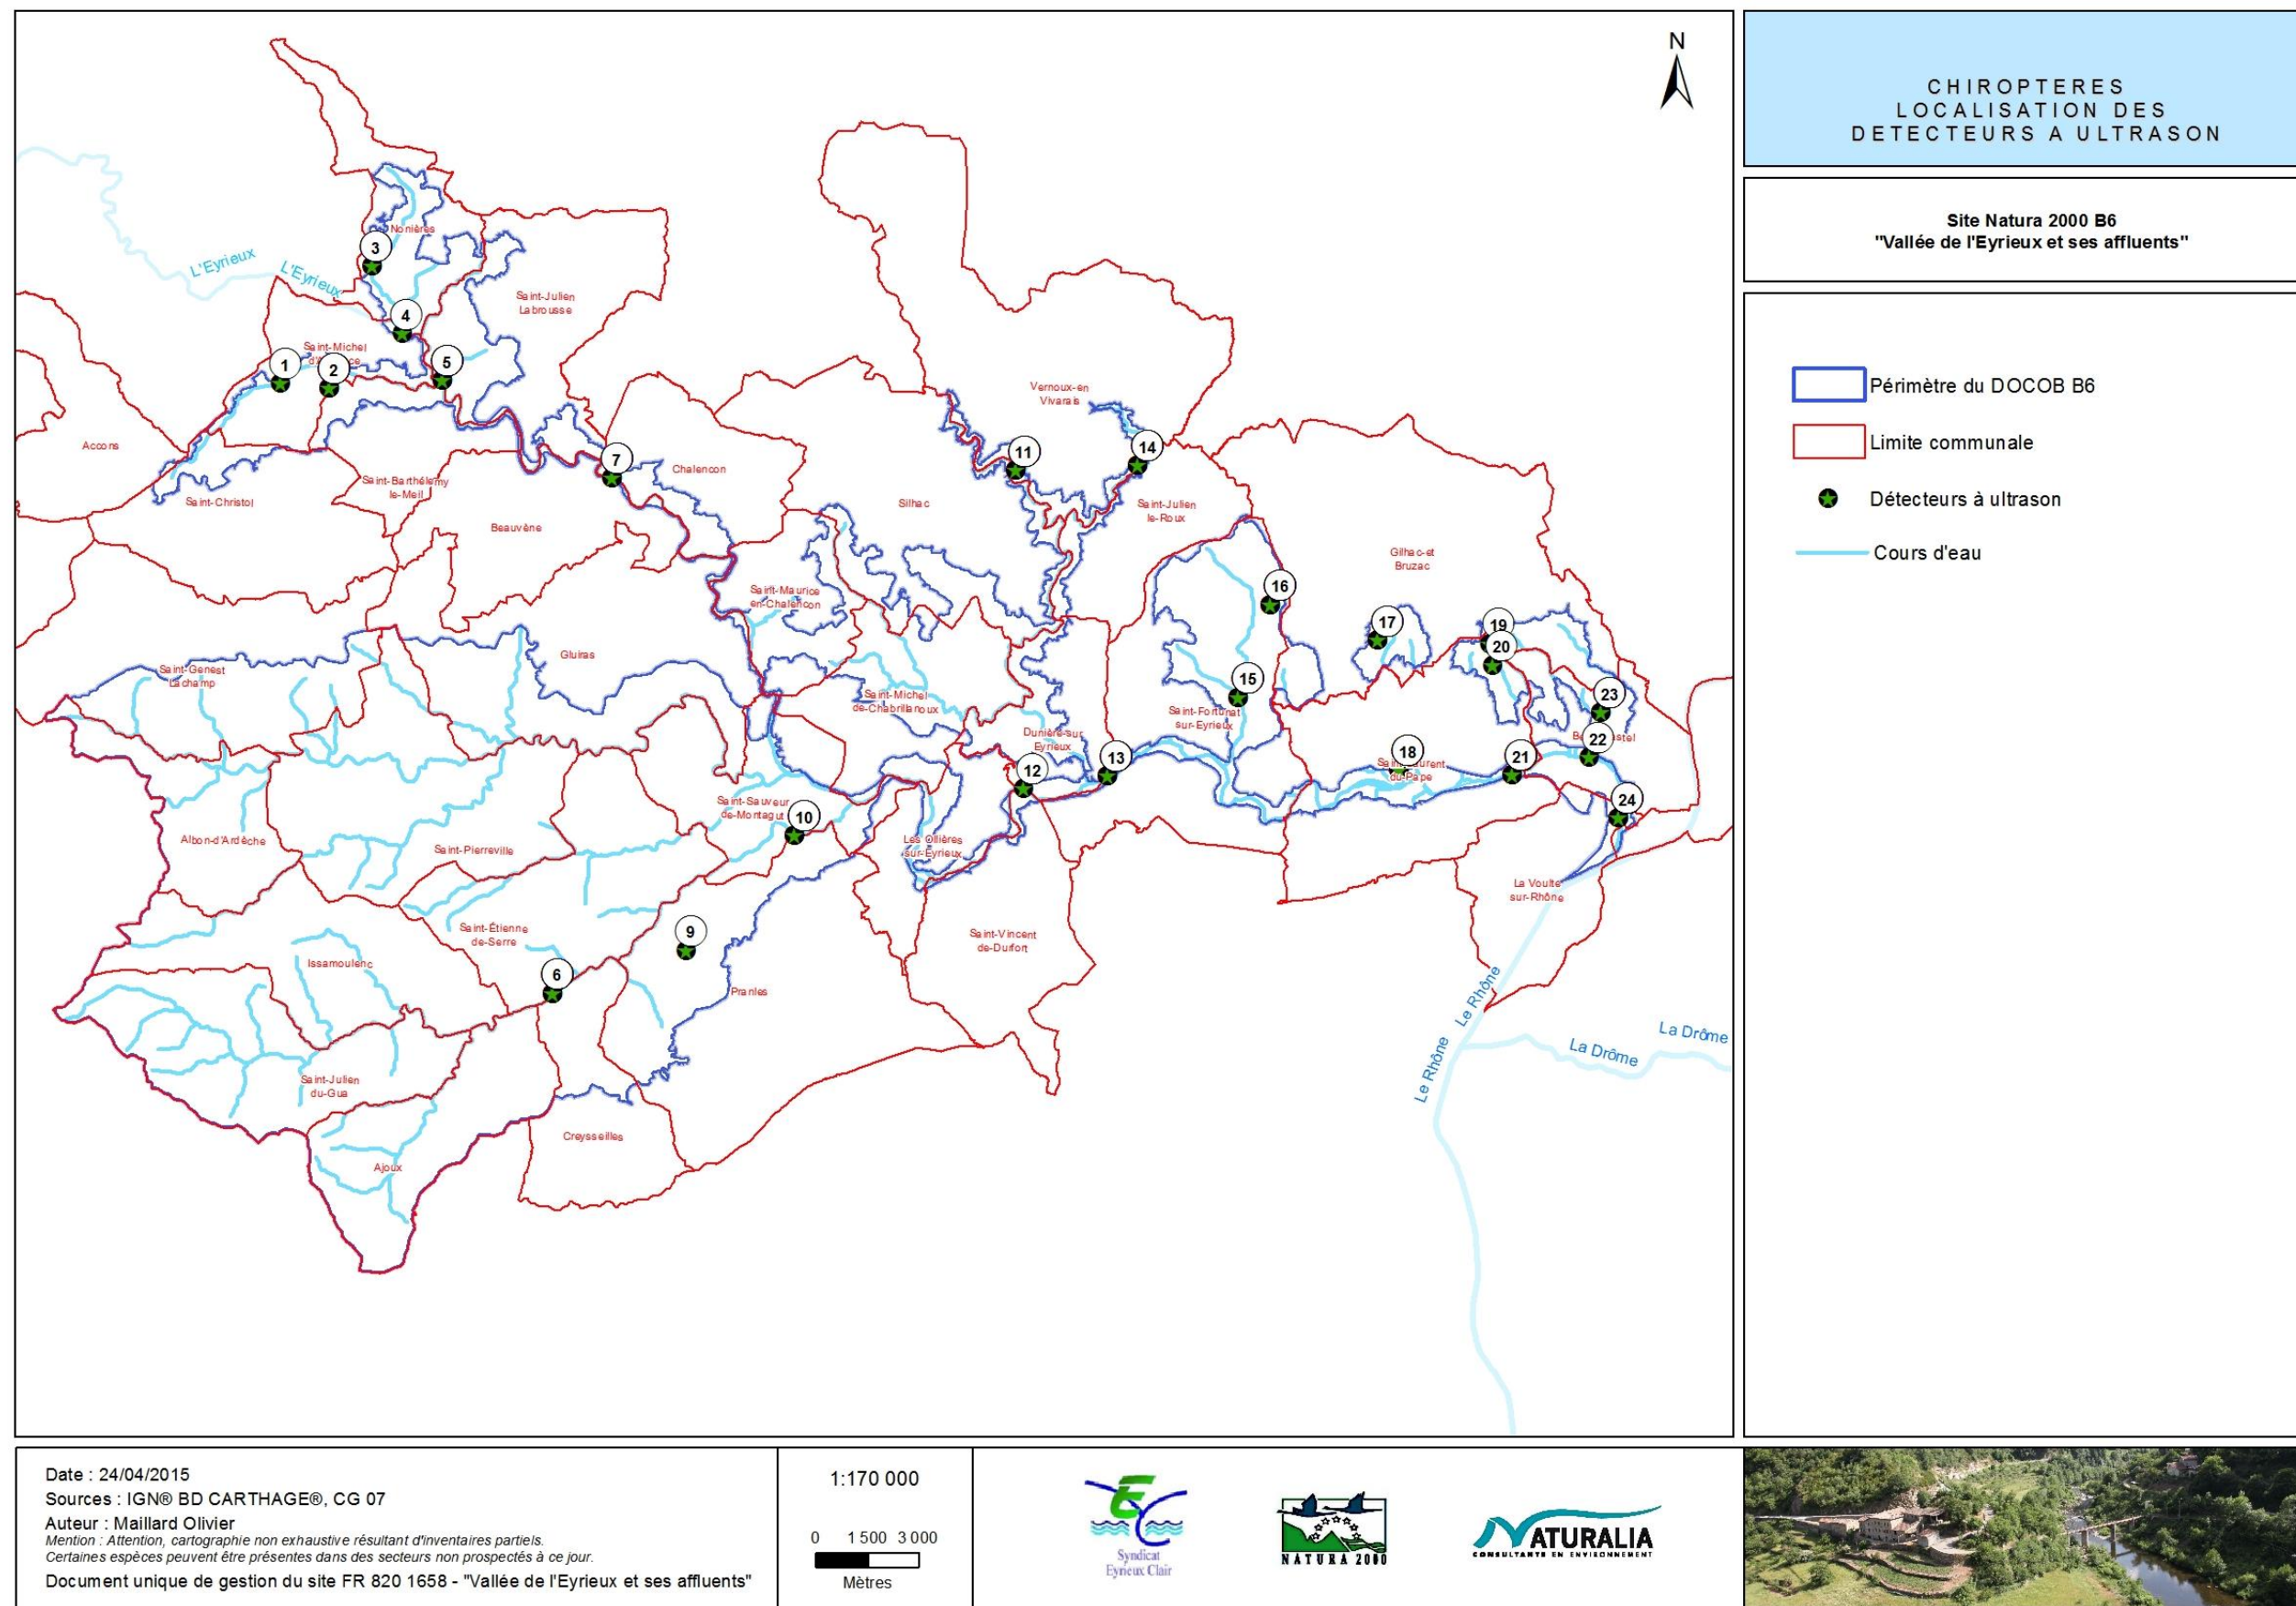 N
CHIROPTERES
LOCALISATION DES
DETECTEURS A ULTRASON
Site Natura 2000 B6
"Vallée de l'Eyrieux et ses affluents"
Périmètre du DOCOB B6
Limite communale
Détecteurs à ultrason
Cours d'eau
L'Eyrieux
L'Eyrieux
Nonières
3
4
Saint-Julien
Labrousse
Saint-Michel
1
2
5
Accons
Saint-Christol
Saint-Barthélemy
le-Meil
Beauvène
7
Chalencon
Vernoux-en
Vivarais
11
14
Silhac
Saint-Julien
le-Roux
Gilhac-et
Bruzac
Saint-Maurice
en-Chalencon
16
17
19
20
Gluiras
Saint-Genest
Lachamp
Saint-Michel
de-Chabrillanoux
15
Saint-Fortunat
sur-Eyrieux
23
22
Dunière-sur
Eyrieux
12
13
18
du-Pape
21
24
Saint-Sauveur
de-Montagut
10
Albon-d'Ardèche
Saint-Pierreville
Les Ollières
sur-Eyrieux
La Voulte
sur-Rhône
Saint-Étienne
de-Serre
9
Saint-Vincent
de-Durfort
Issamoulenc
6
Pranles
Le Rhône
Le Rhône
La Drôme
La Drôme
Saint-Julien
du-Gua
Creysseilles
Ajoux
Date : 24/04/2015
Sources : IGN® BD CARTHAGE®, CG 07
Auteur : Maillard Olivier
Mention : Attention, cartographie non exhaustive résultant d'inventaires partiels.
Certaines espèces peuvent être présentes dans des secteurs non prospectés à ce jour.
Document unique de gestion du site FR 820 1658 - "Vallée de l'Eyrieux et ses affluents"
1:170 000
0 1 500 3 000
Mètres
Syndicat
Eyrieux Clair
NATURA 2000
NATURALIA
CONSULTANTS EN ENVIRONNEMENT